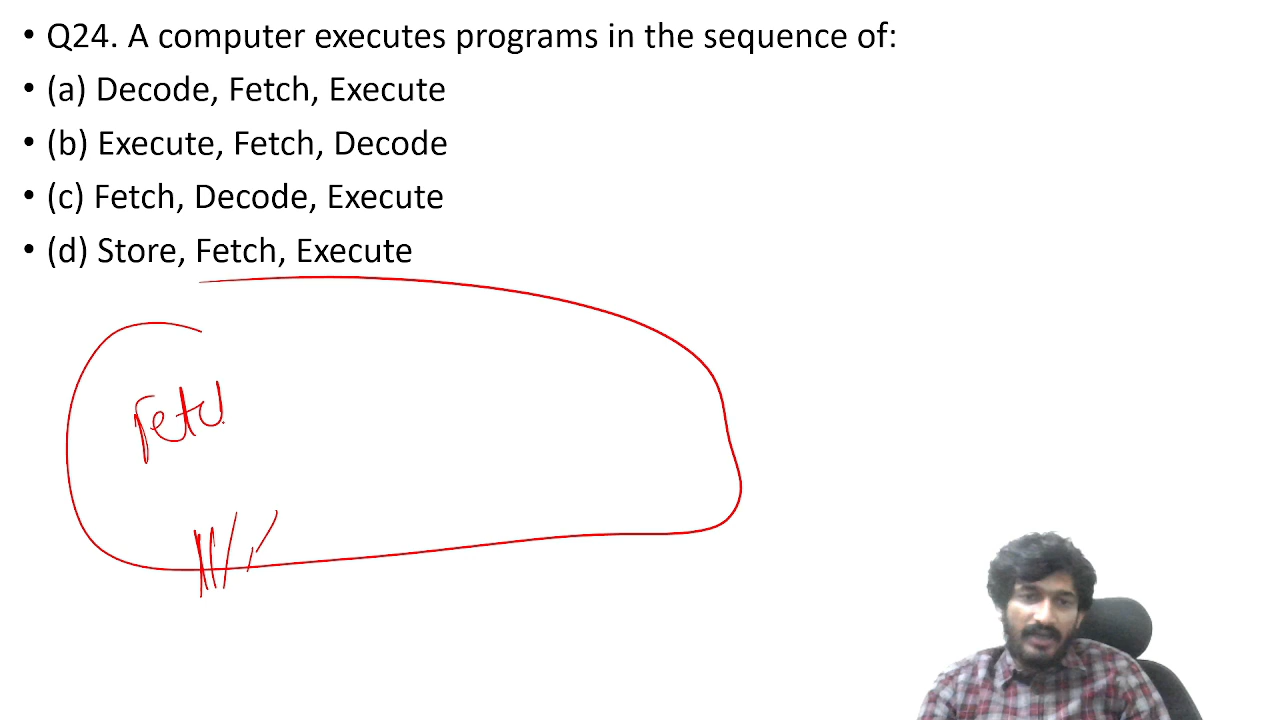 • Q24. A computer executes programs in the sequence of:
• (a) Decode, Fetch, Execute
• (b) Execute, Fetch, Decode
• (c) Fetch, Decode, Execute
• (d) Store, Fetch, Execute